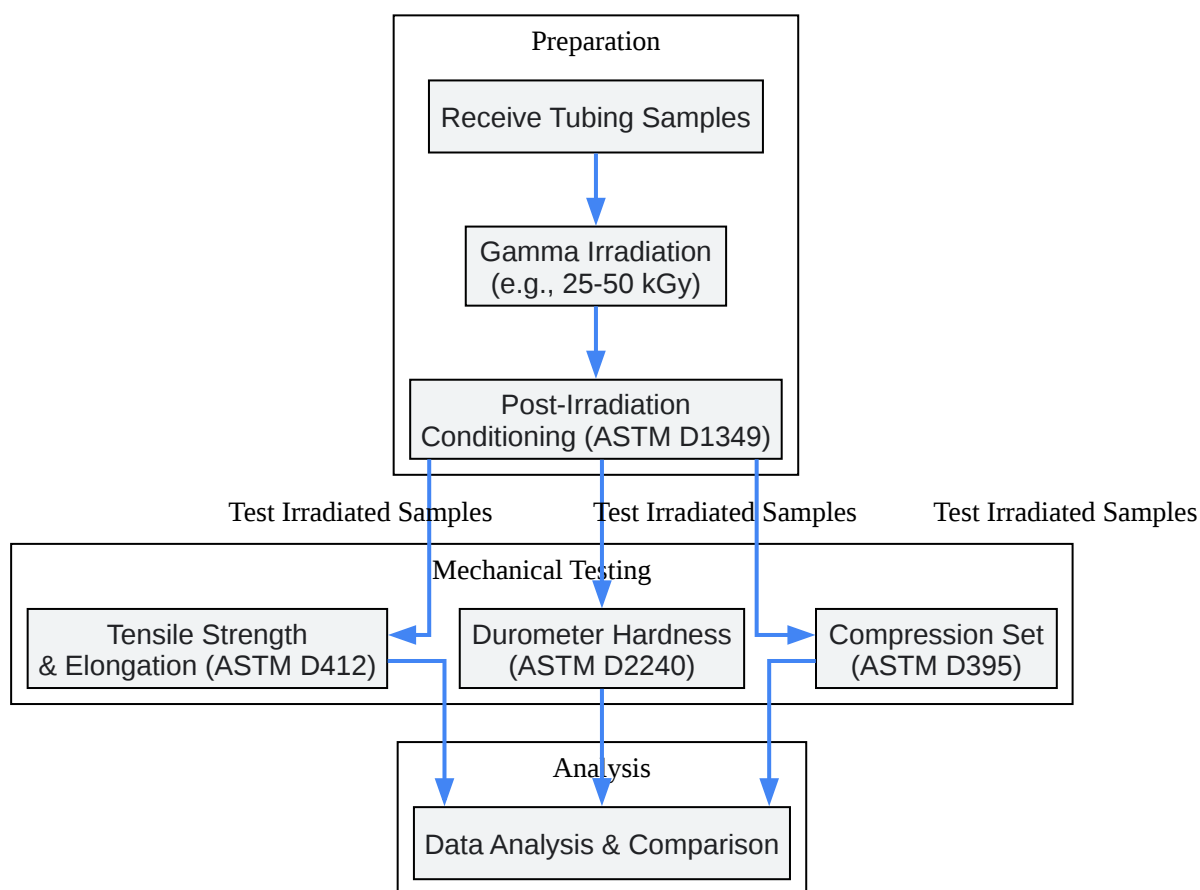 Preparation
Receive Tubing Samples
Gamma Irradiation
(e.g., 25-50 kGy)
Post-Irradiation
Conditioning (ASTM D1349)
Test Irradiated Samples
Test Irradiated Samples
Test Irradiated Samples
Mechanical Testing
Tensile Strength
& Elongation (ASTM D412)
Durometer Hardness
(ASTM D2240)
Compression Set
(ASTM D395)
Analysis
Data Analysis & Comparison